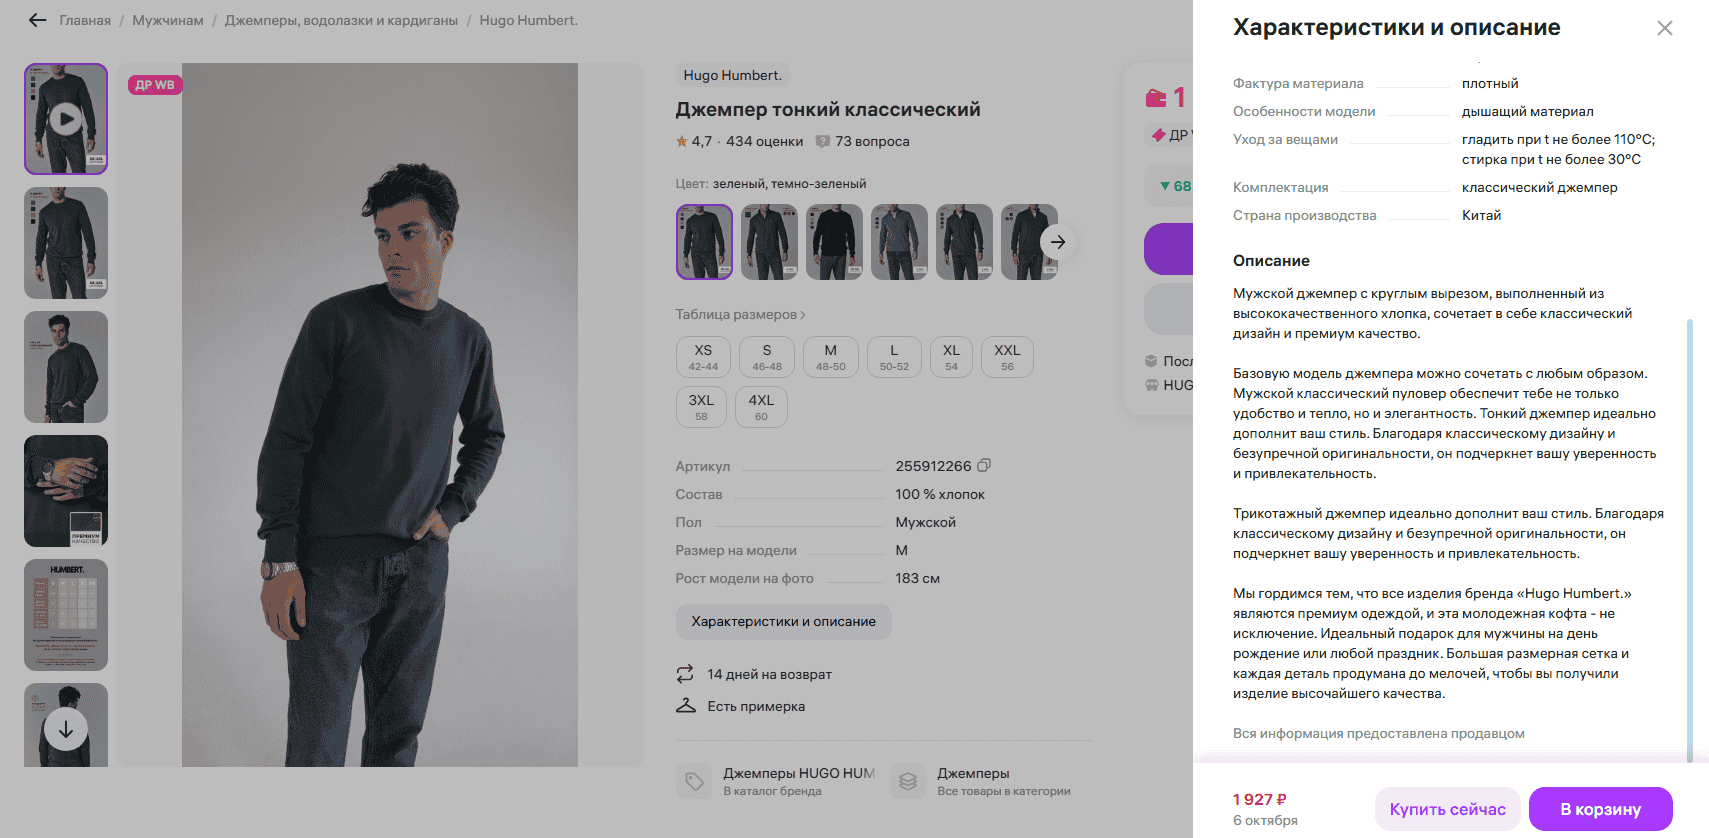 Главная / Мужчинам / Джемперы, водолазки и кардиганы / Hugo Humbert.
ДР WB
HUMBERT.
ПРЕМИУМ
КАЧЕСТВО
Hugo Humbert.
Джемпер тонкий классический
4,7 · 434 оценки 73 вопроса
Цвет: зеленый, темно-зеленый
Таблица размеров
XS S M L XL XXL
42-44 46-48 48-50 50-52 54 56
3XL 4XL
58 60
Артикул 255912266
Состав 100 % хлопок
Пол Мужской
Размер на модели M
Рост модели на фото 183 см
Характеристики и описание
14 дней на возврат
Есть примерка
Джемперы HUGO HUM
В каталог бренда
Джемперы
Все товары в категории
1
ДР
68
Посл
HUG
Характеристики и описание
Фактура материала плотный
Особенности модели дышащий материал
Уход за вещами гладить при t не более 110°C;
стирка при t не более 30°C
Комплектация классический джемпер
Страна производства Китай
Описание
Мужской джемпер с круглым вырезом, выполненный из
высококачественного хлопка, сочетает в себе классический
дизайн и премиум качество.
Базовую модель джемпера можно сочетать с любым образом.
Мужской классический пуловер обеспечит тебе не только
удобство и тепло, но и элегантность. Тонкий джемпер идеально
дополнит ваш стиль. Благодаря классическому дизайну и
безупречной оригинальности, он подчеркнет вашу уверенность
и привлекательность.
Трикотажный джемпер идеально дополнит ваш стиль. Благодаря
классическому дизайну и безупречной оригинальности, он
подчеркнет вашу уверенность и привлекательность.
Мы гордимся тем, что все изделия бренда «Hugo Humbert.»
являются премиум одеждой, и эта молодежная кофта - не
исключение. Идеальный подарок для мужчины на день
рождение или любой праздник. Большая размерная сетка и
каждая деталь продумана до мелочей, чтобы вы получили
изделие высочайшего качества.
Вся информация предоставлена продавцом
1 927 ₽
6 октября
Купить сейчас
В корзину